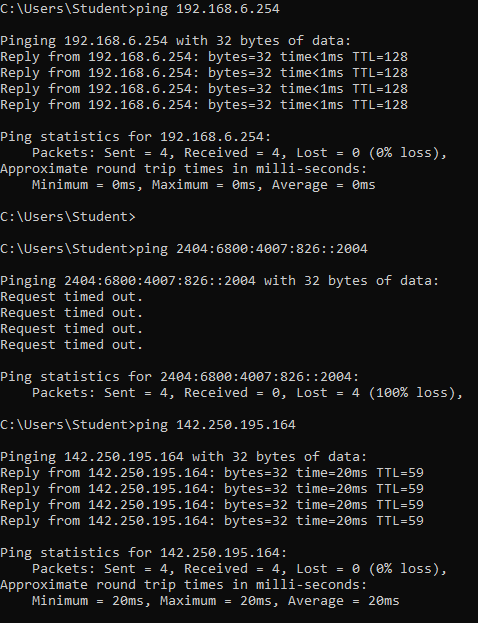 C:\Users\Student>ping 192.168.6.254
Pinging 192.168.6.254 with 32 bytes of data:
Reply from 192.168.6.254: bytes=32 time<1ms TTL=128
Reply from 192.168.6.254: bytes=32 time<1ms TTL=128
Reply from 192.168.6.254: bytes=32 time<1ms TTL=128
Reply from 192.168.6.254: bytes=32 time<1ms TTL=128
Ping statistics for 192.168.6.254:
    Packets: Sent = 4, Received = 4, Lost = 0 (0% loss),
Approximate round trip times in milli-seconds:
    Minimum = 0ms, Maximum = 0ms, Average = 0ms
C:\Users\Student>
C:\Users\Student>ping 2404:6800:4007:826::2004
Pinging 2404:6800:4007:826::2004 with 32 bytes of data:
Request timed out.
Request timed out.
Request timed out.
Request timed out.
Ping statistics for 2404:6800:4007:826::2004:
    Packets: Sent = 4, Received = 0, Lost = 4 (100% loss),
C:\Users\Student>ping 142.250.195.164
Pinging 142.250.195.164 with 32 bytes of data:
Reply from 142.250.195.164: bytes=32 time=20ms TTL=59
Reply from 142.250.195.164: bytes=32 time=20ms TTL=59
Reply from 142.250.195.164: bytes=32 time=20ms TTL=59
Reply from 142.250.195.164: bytes=32 time=20ms TTL=59
Ping statistics for 142.250.195.164:
    Packets: Sent = 4, Received = 4, Lost = 0 (0% loss),
Approximate round trip times in milli-seconds:
    Minimum = 20ms, Maximum = 20ms, Average = 20ms